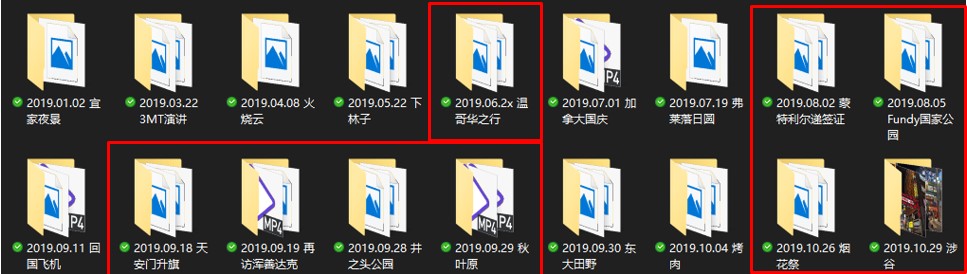 MP4
2019.01.02 宜
家夜景
2019.03.22
3MT演讲
2019.04.08 火
烧云
2019.05.22 下
林子
2019.06.2x 温
哥华之行
2019.07.01 加
拿大国庆
2019.07.19 弗
莱落日圆
2019.08.02 蒙
特利尔递签证
2019.08.05
Fundy国家公
园
P4
MP4
MP4
P4
2019.09.11 回
国飞机
2019.09.18 天
安门升旗
2019.09.19 再
访浑善达克
2019.09.28 井
之头公园
2019.09.29 秋
叶原
2019.09.30 东
大田野
2019.10.04 烤
肉
2019.10.26 烟
花祭
2019.10.29 涉
谷